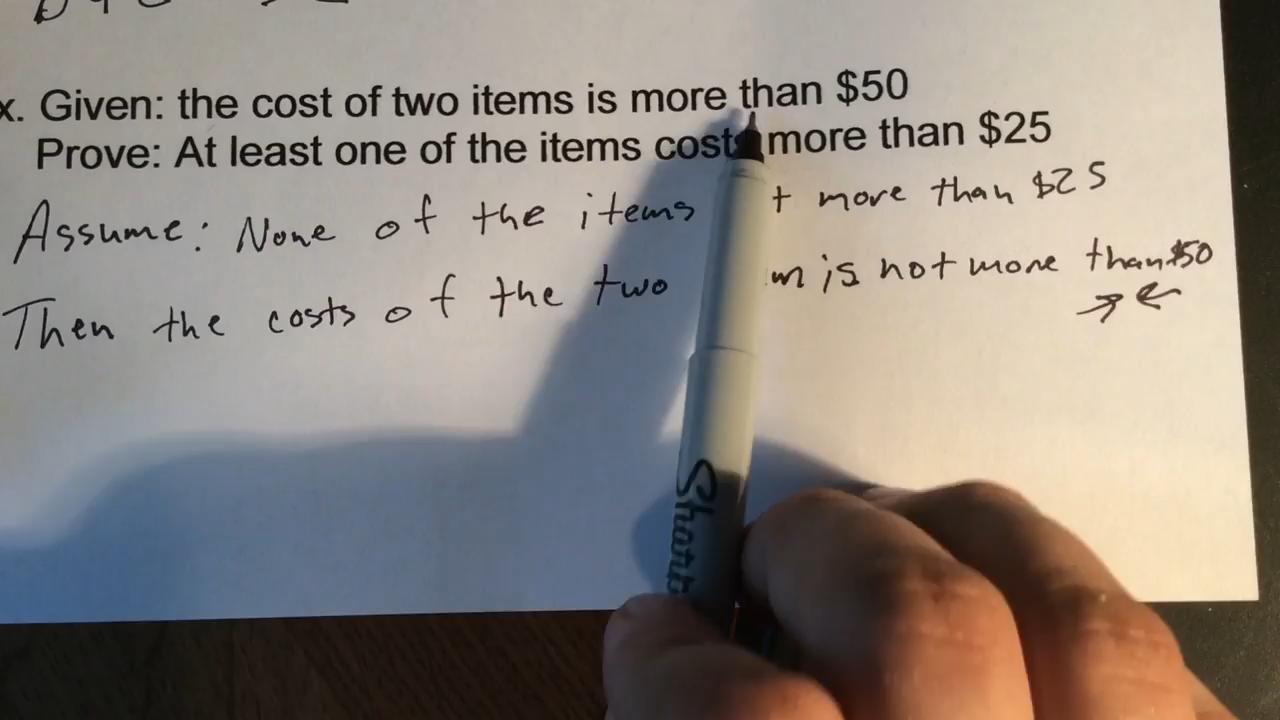 x. Given: the cost of two items is more than $50
Prove: At least one of the items costs more than $25
Assume: None of the items more than $25
Then the costs of the two is not more than $50
Sharp